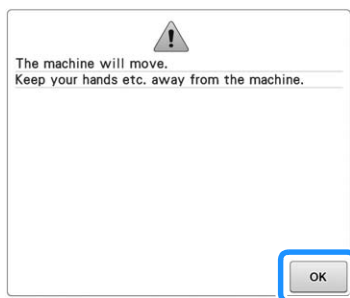 The machine will move.
Keep your hands etc. away from the machine.
OK